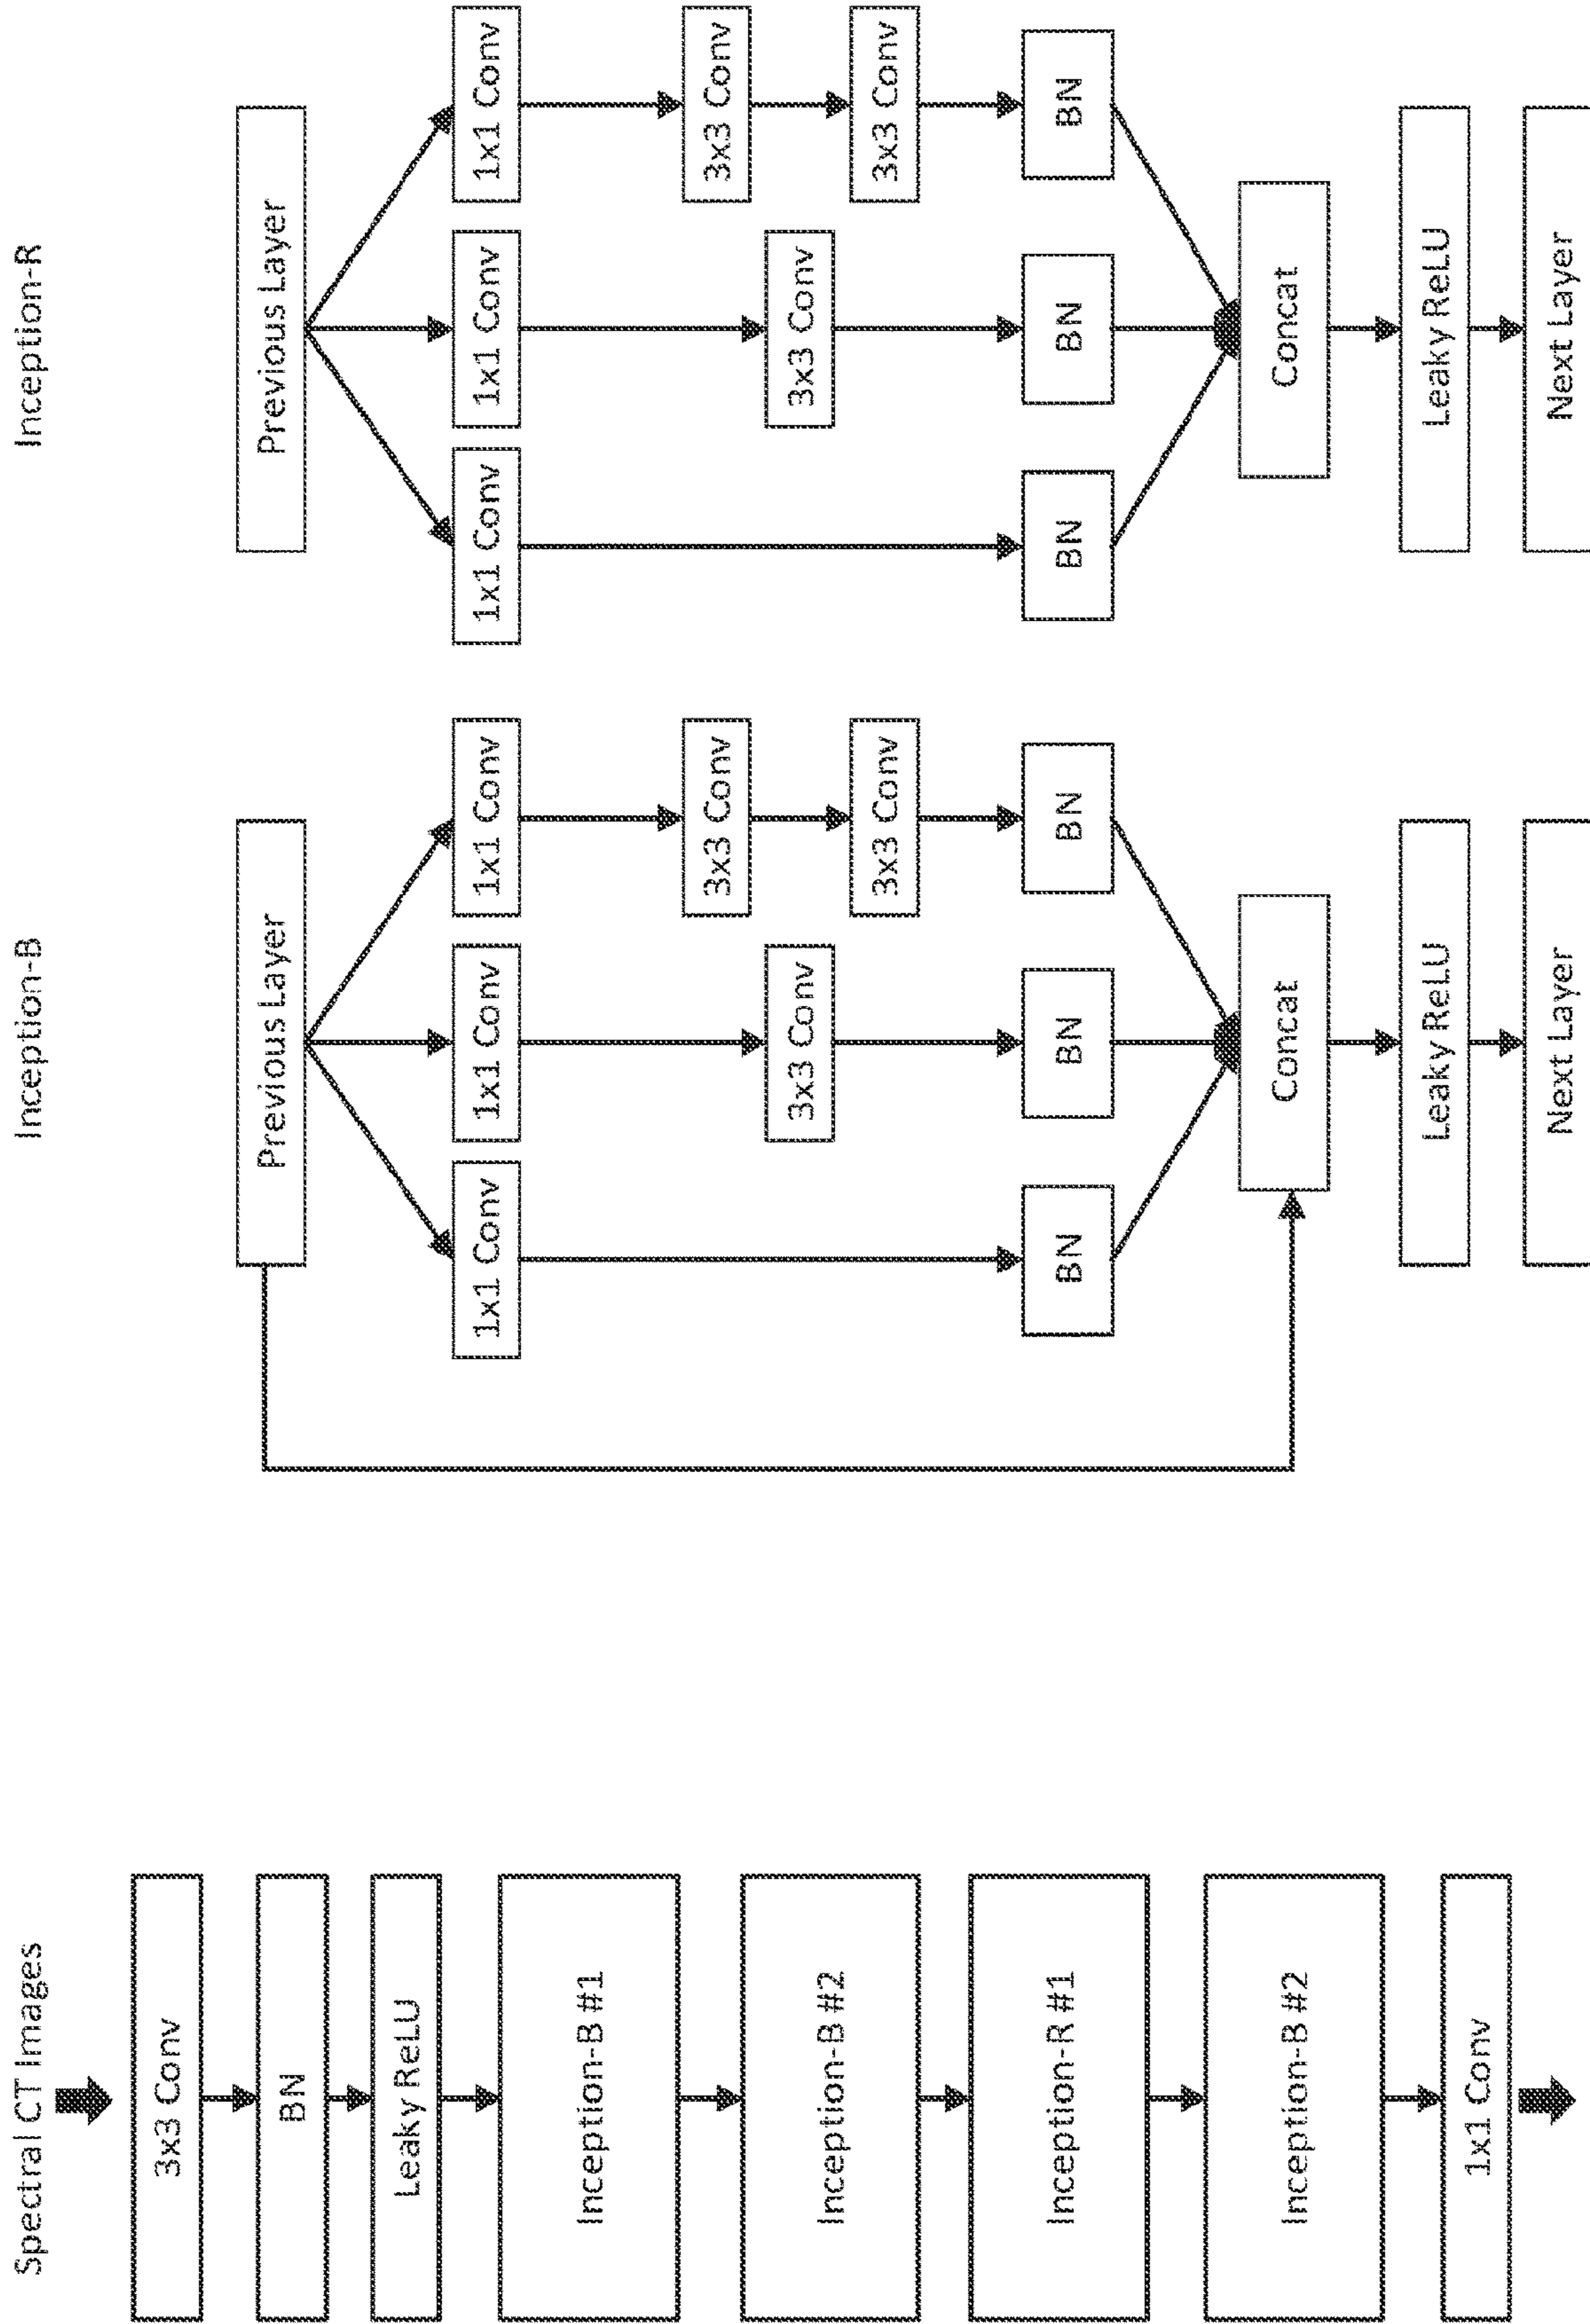 Spectral CT Images
3x3 Conv
BN
Leaky ReLU
Inception-B #1
Inception-B #2
Inception-R #1
Inception-B #2
1x1 Conv
Inception-B
Previous Layer
1x1 Conv
1x1 Conv
1x1 Conv
3x3 Conv
3x3 Conv
3x3 Conv
BN
BN
BN
Concat
Leaky ReLU
Next Layer
Inception-R
Previous Layer
1x1 Conv
1x1 Conv
1x1 Conv
3x3 Conv
3x3 Conv
3x3 Conv
BN
BN
BN
Concat
Leaky ReLU
Next Layer